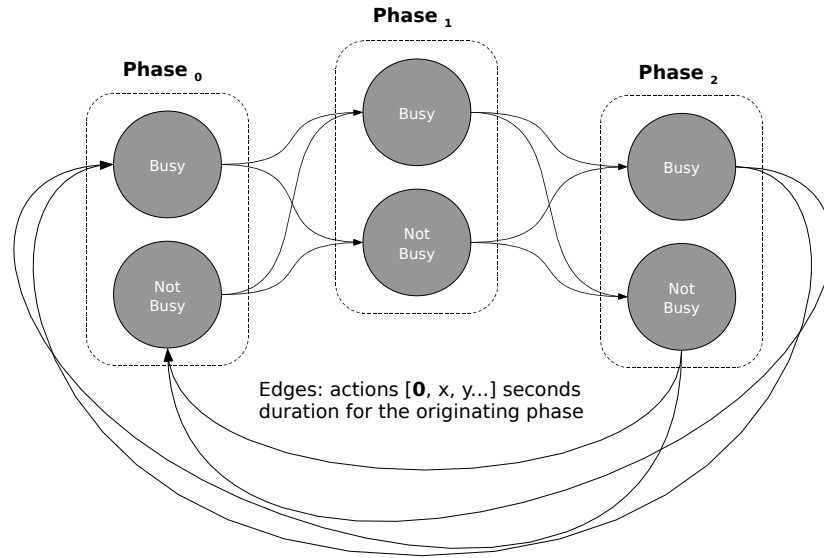 Phase 0
Busy
Not
Busy
Phase 1
Busy
Not
Busy
Phase 2
Busy
Not
Busy
Edges: actions [0, x, y...] seconds
duration for the originating phase